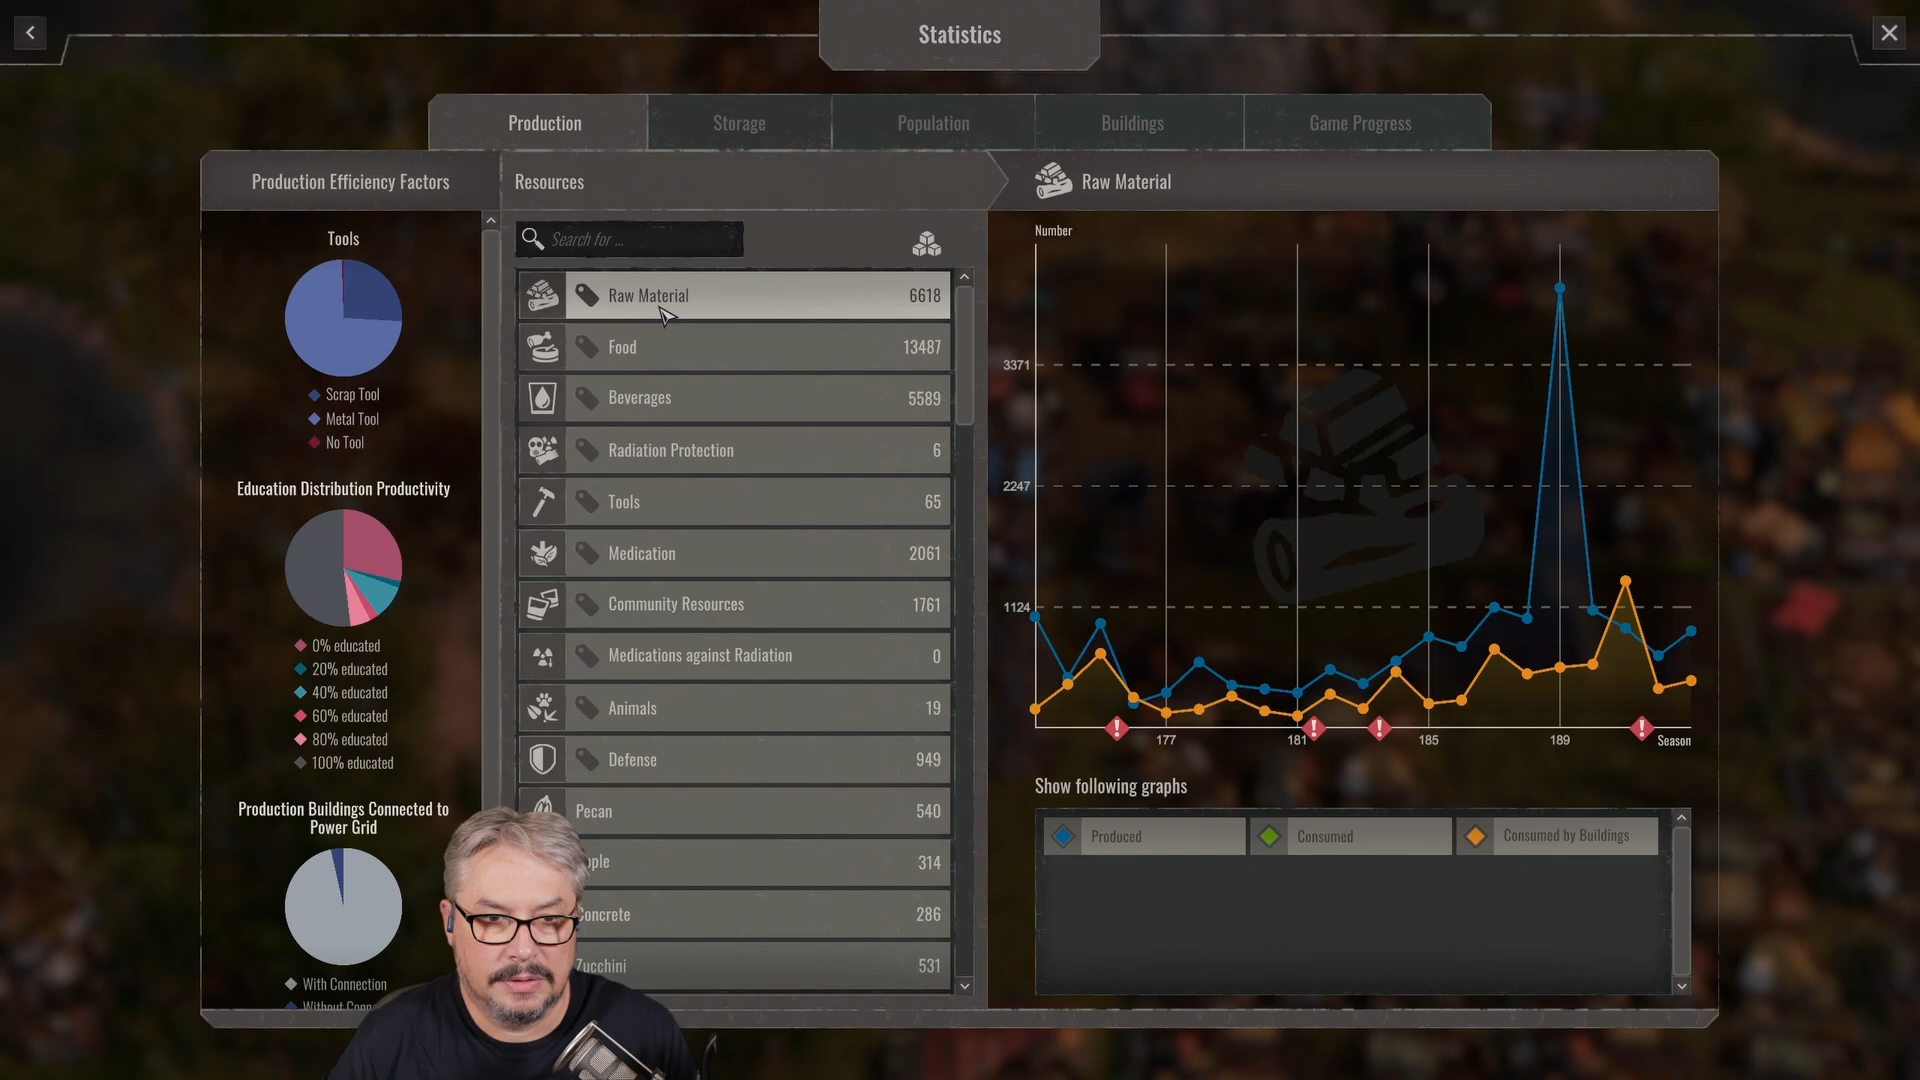 Statistics
Production
Storage
Population
Buildings
Game Progress
Production Efficiency Factors
Tools
Scrap Tool
Metal Tool
No Tool
Education Distribution Productivity
0% educated
20% educated
40% educated
60% educated
80% educated
100% educated
Production Buildings Connected to
Power Grid
With Connection
Without
Resources
Search for ...
Raw Material 6618
Food 13487
Beverages 5589
Radiation Protection 6
Tools 65
Medication 2061
Community Resources 1761
Medications against Radiation 0
Animals 19
Defense 949
Pecan 540
314
Concrete 286
Zucchini 531
Raw Material
Number
3371
2247
1124
177
181
185
189
Season
Show following graphs
Produced
Consumed
Consumed by Buildings